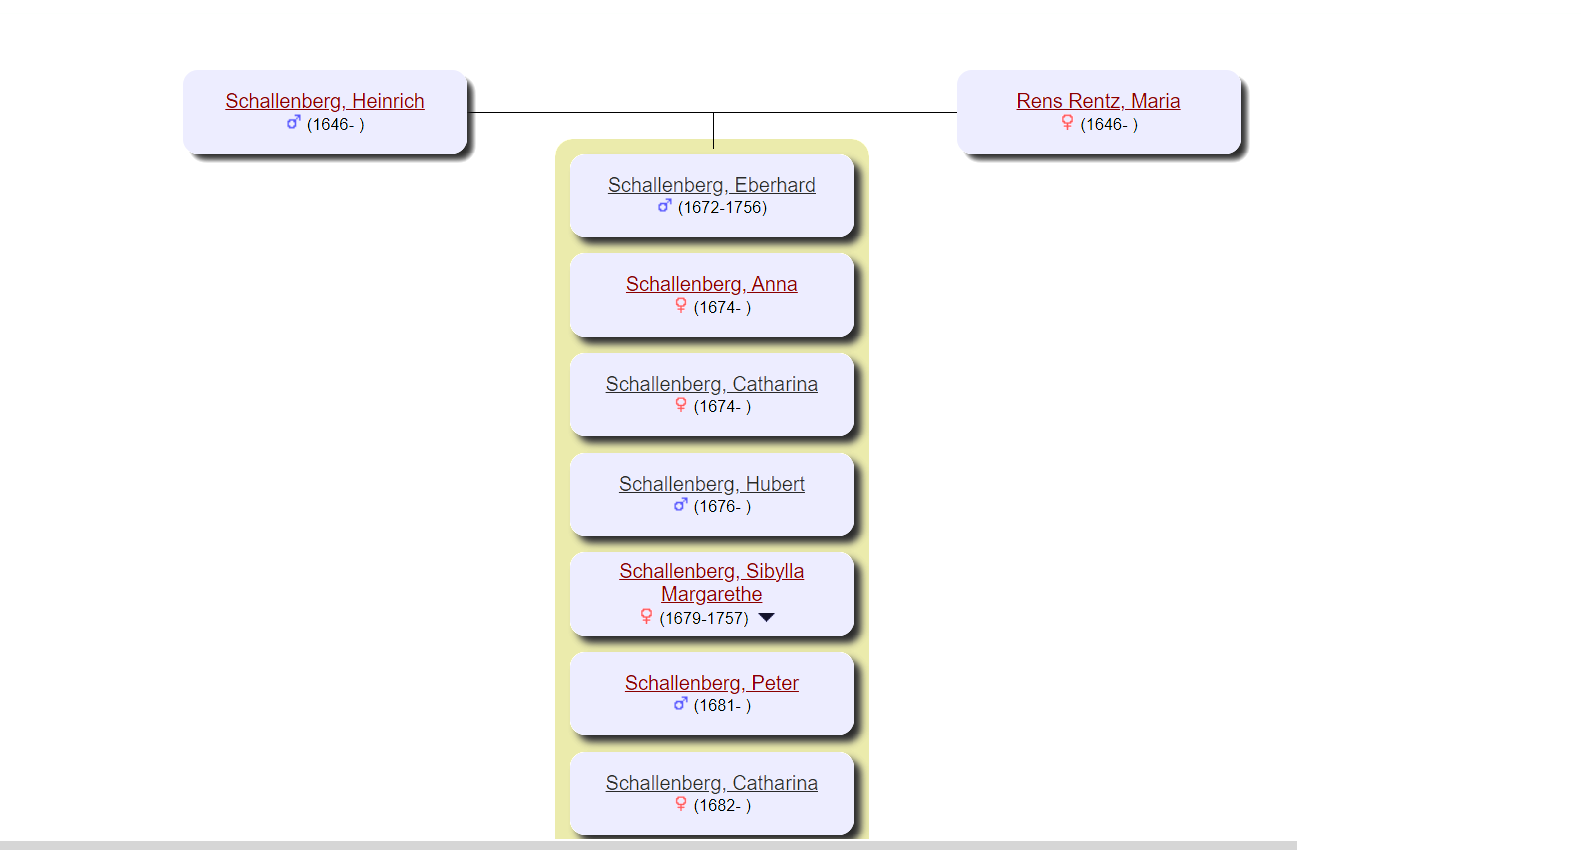 Schallenberg, Heinrich
♂ (1646- )
Rens Rentz, Maria
♀ (1646- )
Schallenberg, Eberhard
♂ (1672-1756)
Schallenberg, Anna
♀ (1674- )
Schallenberg, Catharina
♀ (1674- )
Schallenberg, Hubert
♂ (1676- )
Schallenberg, Sibylla
Margarethe
♀ (1679-1757)
Schallenberg, Peter
♂ (1681- )
Schallenberg, Catharina
♀ (1682- )